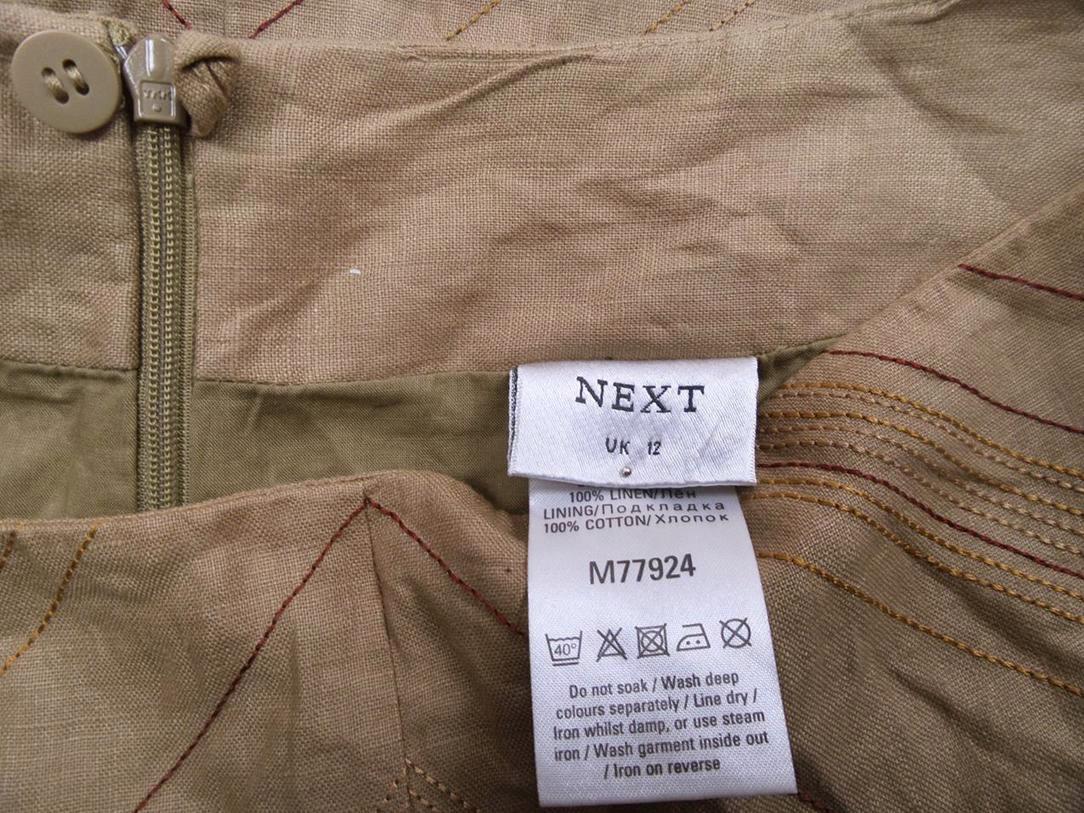 YKK
NEXT
UK 12
100% LINEN/Лен
LINING/Подкладка
100% COTTON/Хлопок
M77924
40°
Do not soak / Wash deep
colours separately / Line dry /
Iron whilst damp, or use steam
iron / Wash garment inside out
/ Iron on reverse